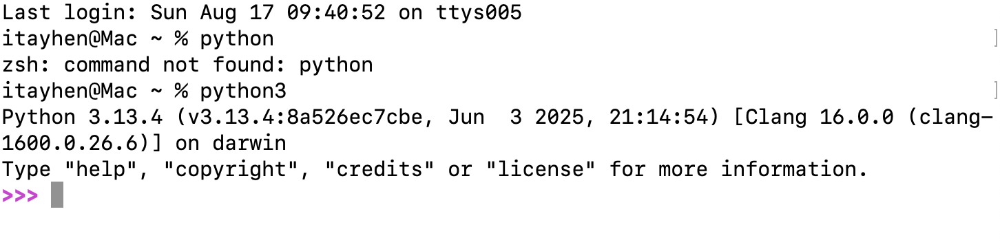 Last login: Sun Aug 17 09:40:52 on ttys005
itayhen@Mac ~ % python
zsh: command not found: python
itayhen@Mac ~ % python3
Python 3.13.4 (v3.13.4:8a526ec7cbe, Jun  3 2025, 21:14:54) [Clang 16.0.0 (clang-
1600.0.26.6)] on darwin
Type "help", "copyright", "credits" or "license" for more information.
>>>